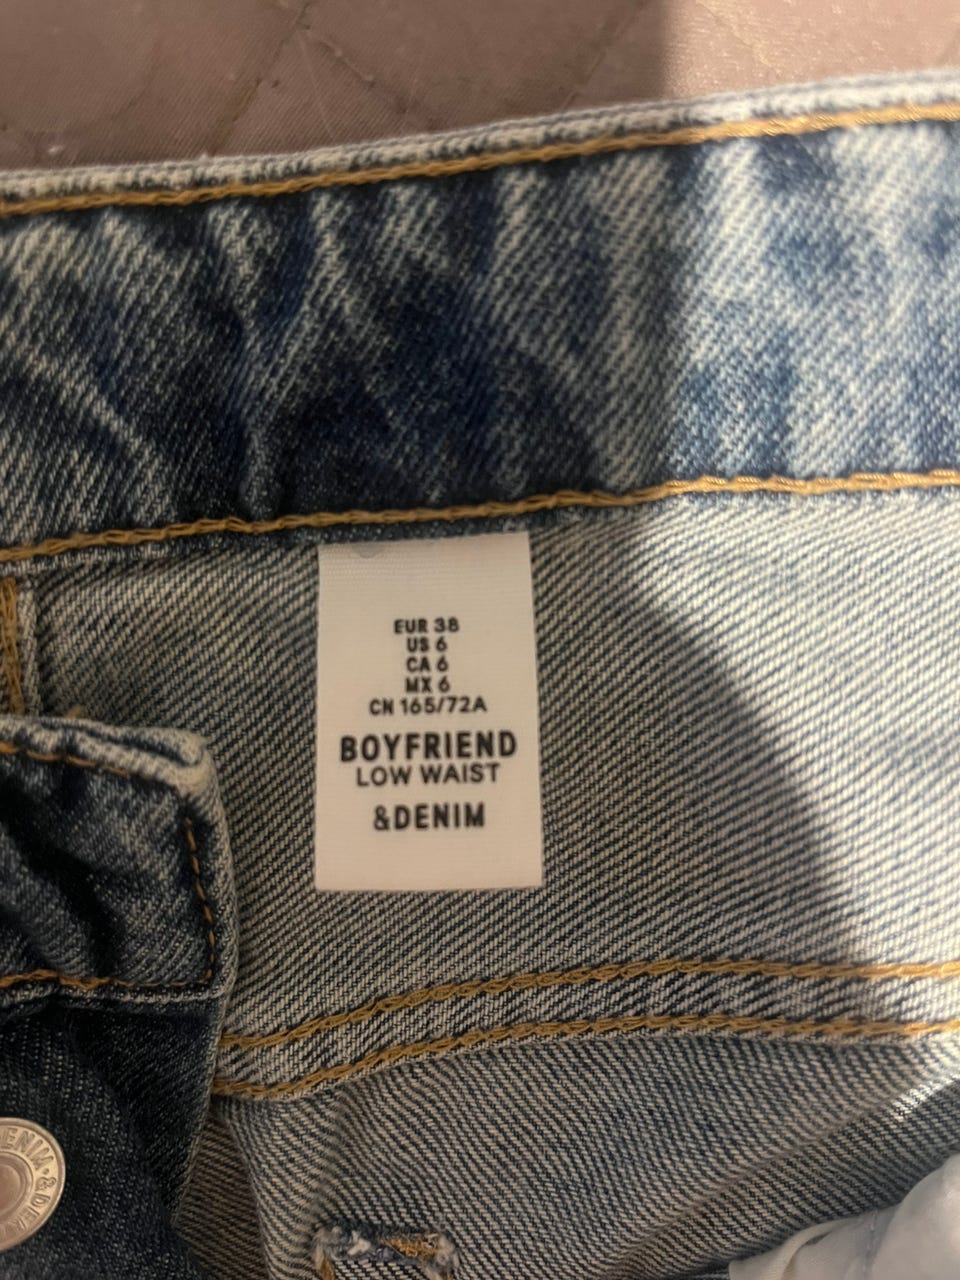 EUR 38
US 6
CA 6
MX 6
CN 165/72A
BOYFRIEND
LOW WAIST
&DENIM